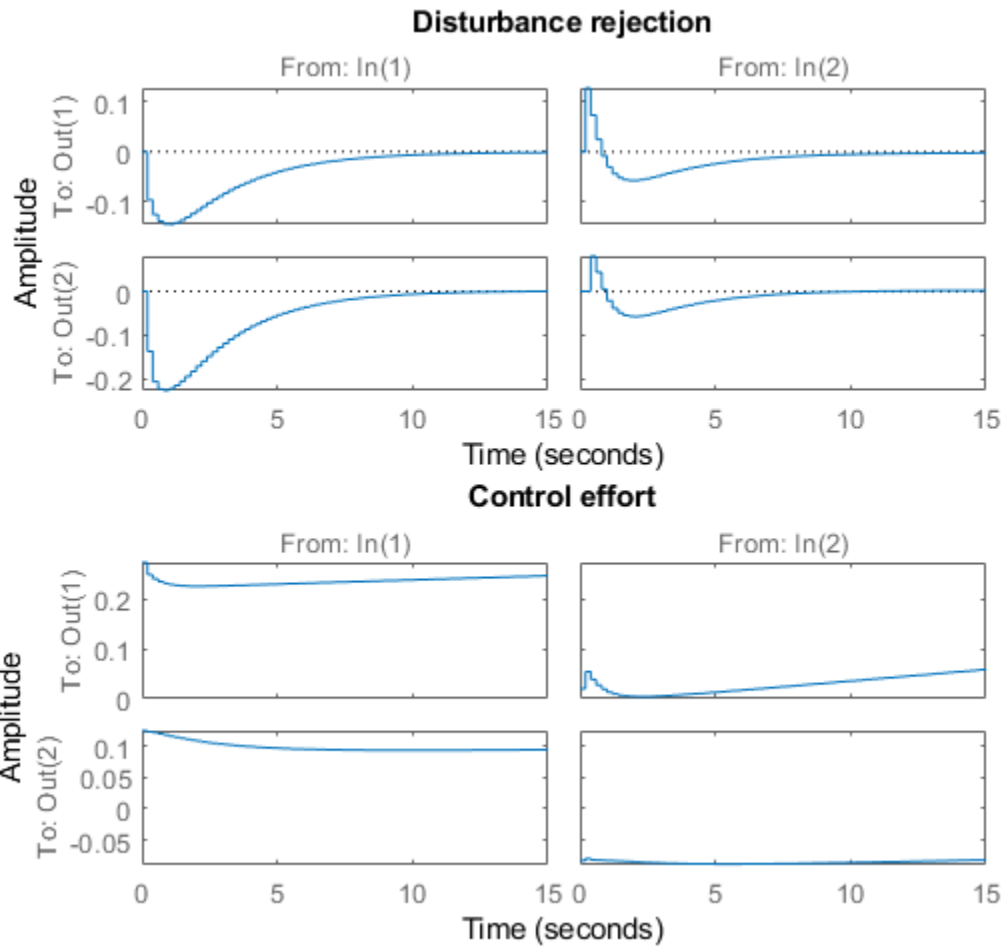 Disturbance rejection
From: In(1)
From: In(2)
Amplitude
To: Out(1)
0.1
0
-0.1
To: Out(2)
0
-0.1
-0.2
0
5
10
15
0
5
10
15
Time (seconds)
Control effort
From: In(1)
From: In(2)
Amplitude
To: Out(1)
0.2
0.1
0
To: Out(2)
0.1
0.05
0
-0.05
0
5
10
15
0
5
10
15
Time (seconds)